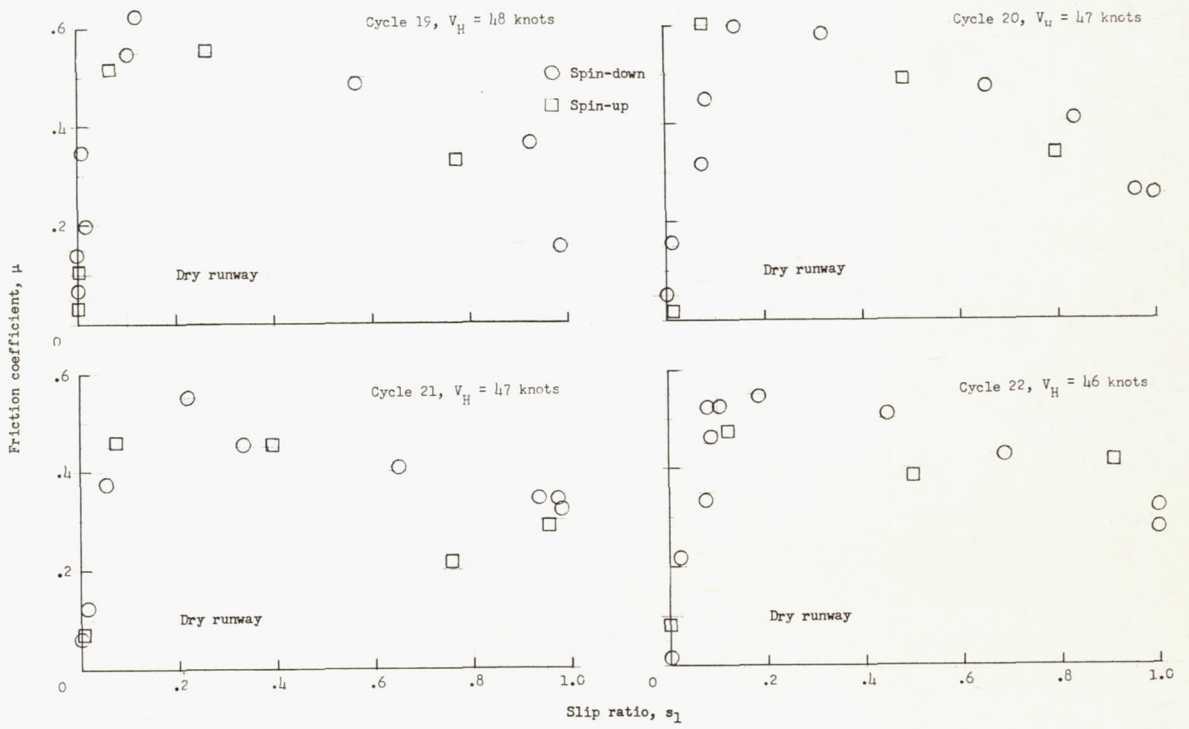 Cycle 19, V_H = 48 knots
Cycle 20, V_H = 47 knots
○ Spin-down
□ Spin-up
.6
.4
.2
0
Dry runway
Dry runway
Friction coefficient, μ
Cycle 21, V_H = 47 knots
Cycle 22, V_H = 46 knots
.6
.4
.2
Dry runway
Dry runway
0 .2 .4 .6 .8 1.0
0 .2 .4 .6 .8 1.0
Slip ratio, s₁